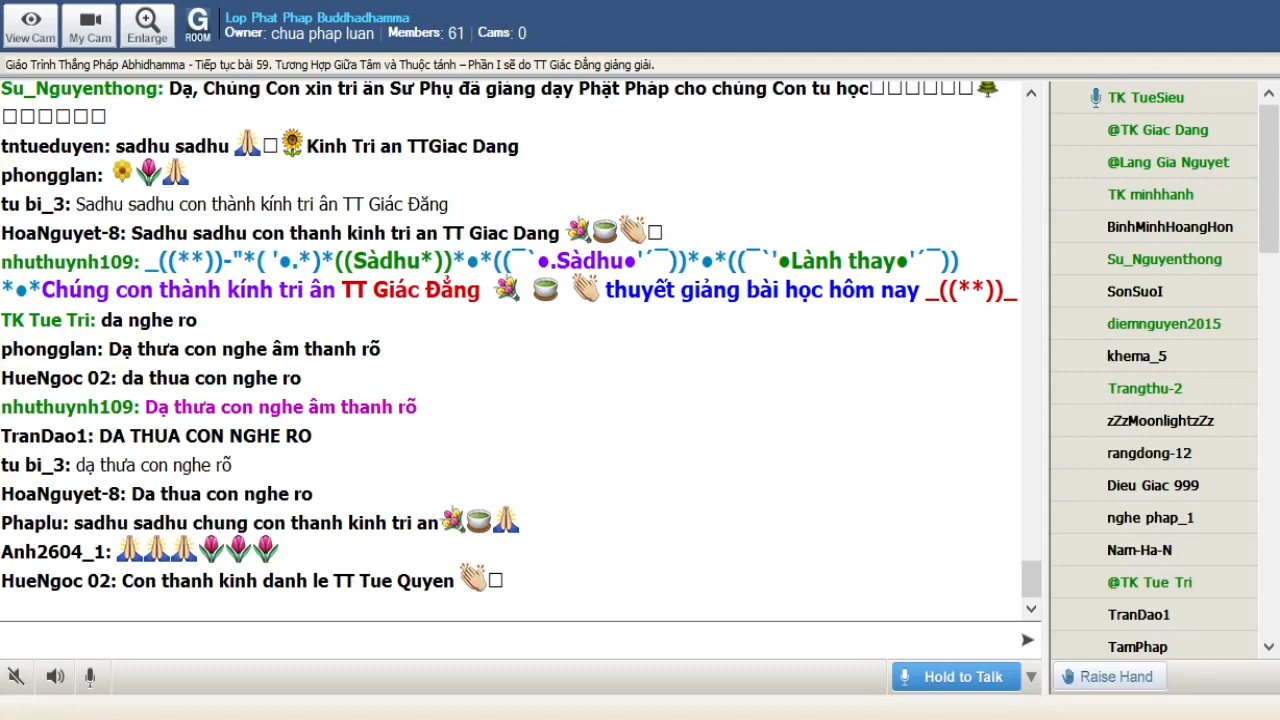 View Cam
My Cam
Enlarge
G
ROOM
Lop Phat Phap Buddhadhamma
Owner: chua phap luan
Members: 61
Cams: 0
Giáo Trình Thắng Pháp Abhidhamma - Tiếp tục bài 59. Tương Hợp Giữa Tâm và Thuộc tánh – Phần I sẽ do TT Giác Đẳng giảng giải.
Su_Nguyenthong: Dạ, Chúng Con xin tri ân Sư Phụ đã giảng dạy Phật Pháp cho chúng Con tu học□□□□□□🌲
□□□□□□
tntueduyen: sadhu sadhu 🙏□🌻Kinh Tri an TTGiac Dang
phongglan: 🌼🌷🙏
tu bi_3: Sadhu sadhu con thành kính tri ân TT Giác Đăng
HoaNguyet-8: Sadhu sadhu con thanh kinh tri an TT Giac Dang 💐🍵👏□
nhuthuynh109: _((**))-"*( '●.*)*((Sàdhu*))*●*((¯`●.Sàdhu●'´¯))*●*((¯`'●Lành thay●'´¯))
*●*Chúng con thành kính tri ân TT Giác Đẳng 💐 🍵 👏 thuyết giảng bài học hôm nay _((**))_
TK Tue Tri: da nghe ro
phongglan: Dạ thưa con nghe âm thanh rõ
HueNgoc 02: da thua con nghe ro
nhuthuynh109: Dạ thưa con nghe âm thanh rõ
TranDao1: DA THUA CON NGHE RO
tu bi_3: dạ thưa con nghe rõ
HoaNguyet-8: Da thua con nghe ro
Phaplu: sadhu sadhu chung con thanh kinh tri an💐🍵🙏
Anh2604_1: 🙏🙏🙏🌷🌷🌷
HueNgoc 02: Con thanh kinh danh le TT Tue Quyen 👏□
Hold to Talk
TK TueSieu
@TK Giac Dang
@Lang Gia Nguyet
TK minhhanh
BinhMinhHoangHon
Su_Nguyenthong
SonSuoI
diemnguyen2015
khema_5
Trangthu-2
zZzMoonlightzZz
rangdong-12
Dieu Giac 999
nghe phap_1
Nam-Ha-N
@TK Tue Tri
TranDao1
TamPhap
Raise Hand